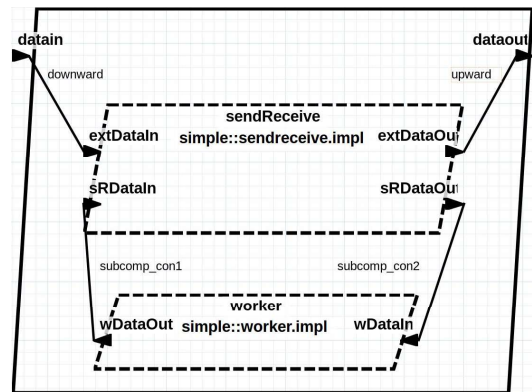 datain
dataout
downward
upward
sendReceive
extDataIn
simple::sendreceive.impl
extDataOut
sRDataIn
sRDataOut
subcomp_con1
subcomp_con2
worker
wDataOut
simple::worker.impl
wDataIn